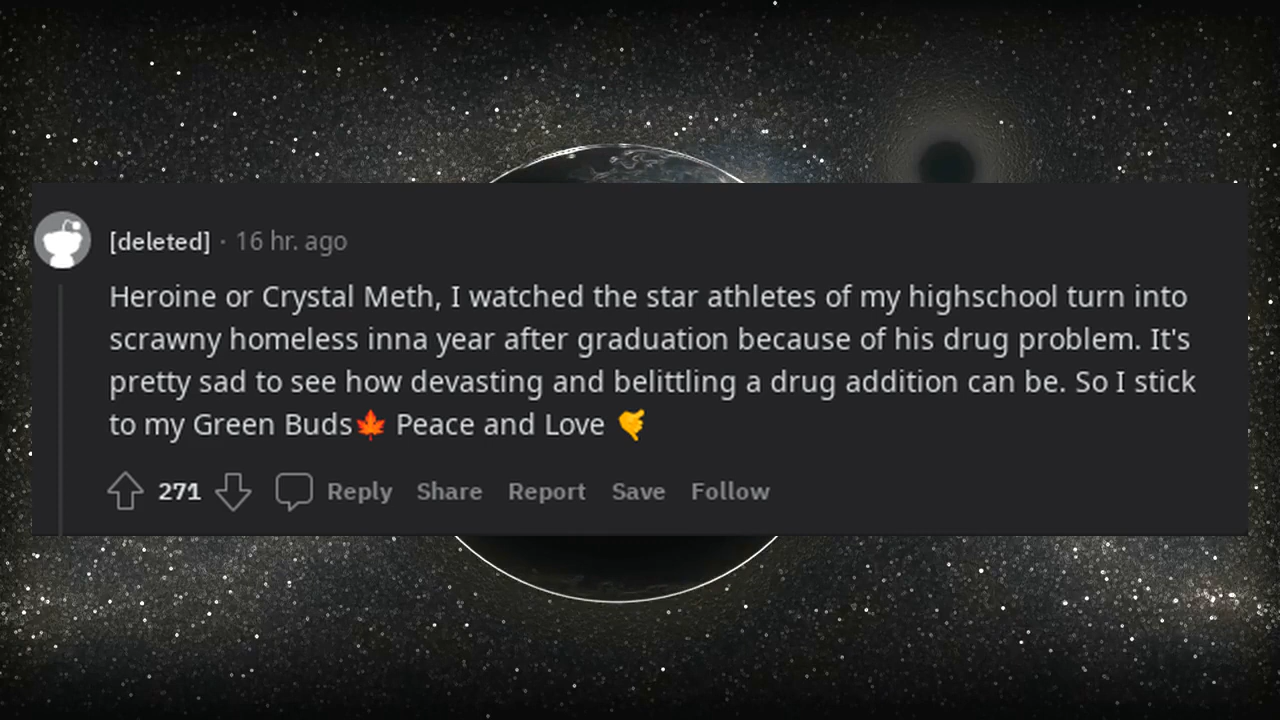 [deleted] · 16 hr. ago
Heroine or Crystal Meth, I watched the star athletes of my highschool turn into
scrawny homeless inna year after graduation because of his drug problem. It's
pretty sad to see how devasting and belittling a drug addition can be. So I stick
to my Green Buds🍁 Peace and Love 🤙
271 Reply Share Report Save Follow